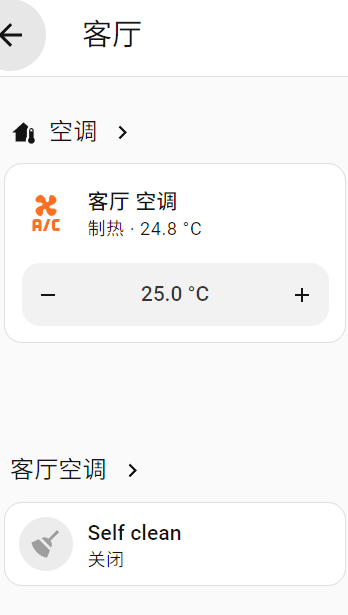 客厅
空调
客厅 空调
A/C
制热 · 24.8 °C
25.0 °C
客厅空调
Self clean
关闭